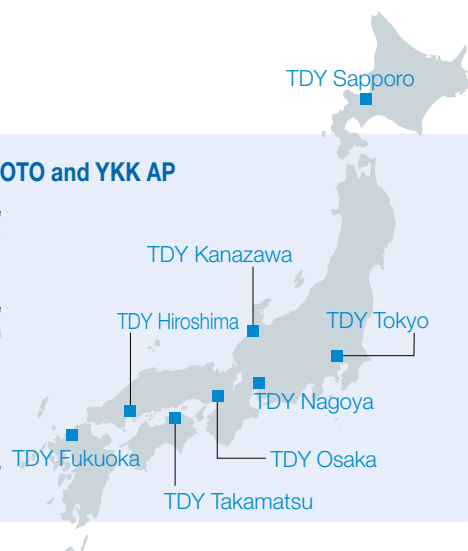 TDY Sapporo
OTO and YKK AP
TDY Kanazawa
TDY Hiroshima
TDY Tokyo
TDY Nagoya
TDY Fukuoka
TDY Osaka
TDY Takamatsu